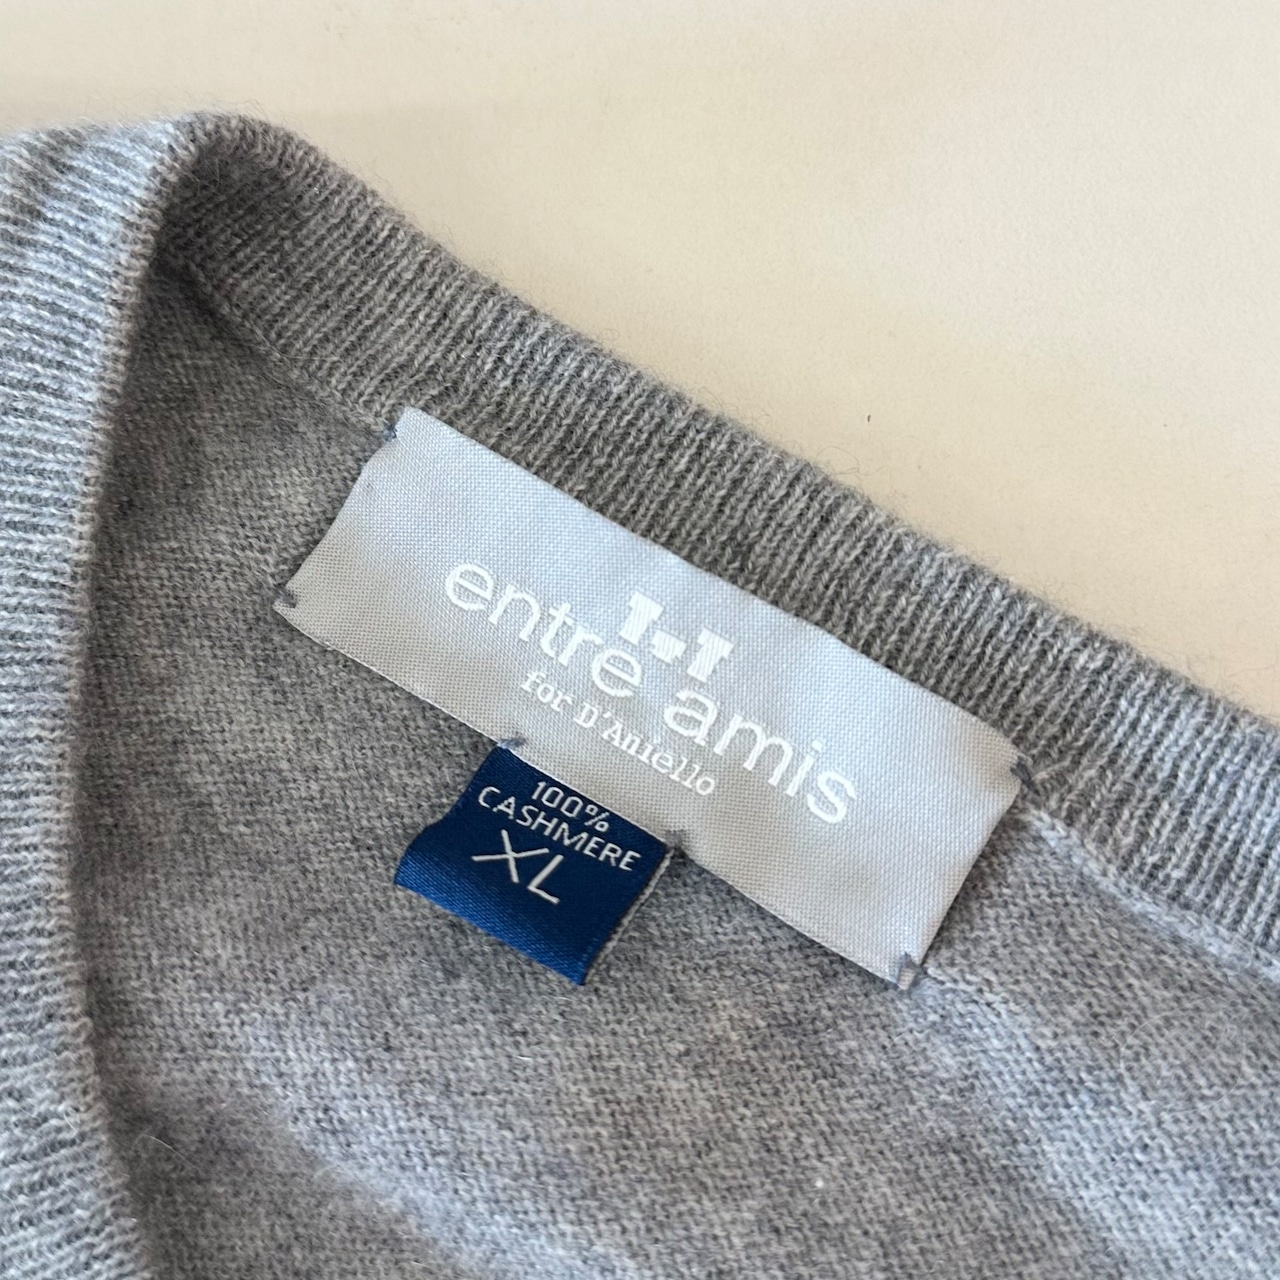 entre amis
for D'Aniello
100%
CASHMERE
XL